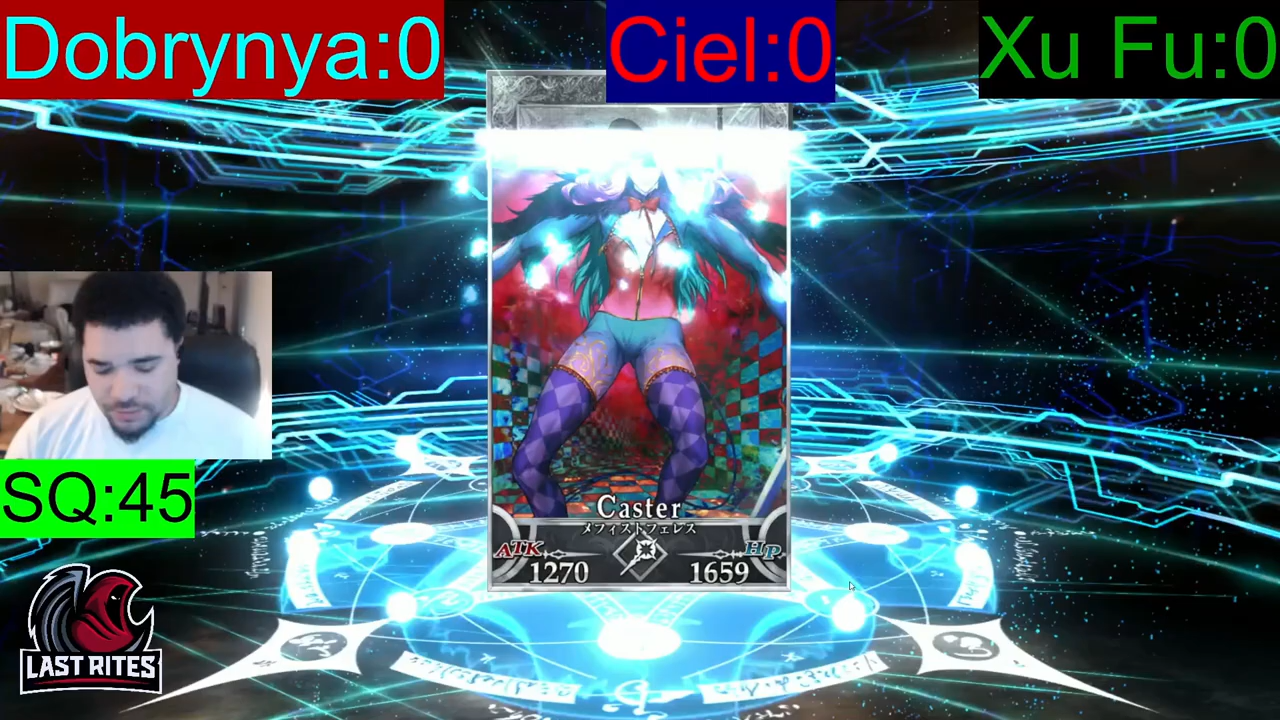 Dobrynya:0
Ciel:0
Xu Fu:0
SQ:45
Caster
メフィストフェレス
ATK
HP
1270
1659
LAST RITES